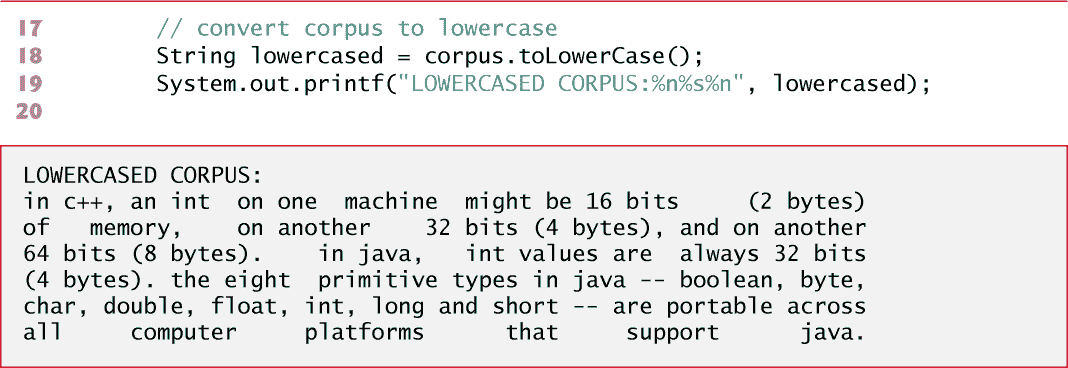 17 // convert corpus to lowercase
18 String lowercased = corpus.toLowerCase();
19 System.out.printf("LOWERCASED CORPUS:%n%s%n", lowercased);
20
LOWERCASED CORPUS:
in c++, an int  on one  machine  might be 16 bits     (2 bytes)
of   memory,    on another    32 bits (4 bytes), and on another
64 bits (8 bytes).    in java,   int values are  always 32 bits
(4 bytes). the eight  primitive types in java -- boolean, byte,
char, double, float, int, long and short -- are portable across
all     computer     platforms      that     support      java.